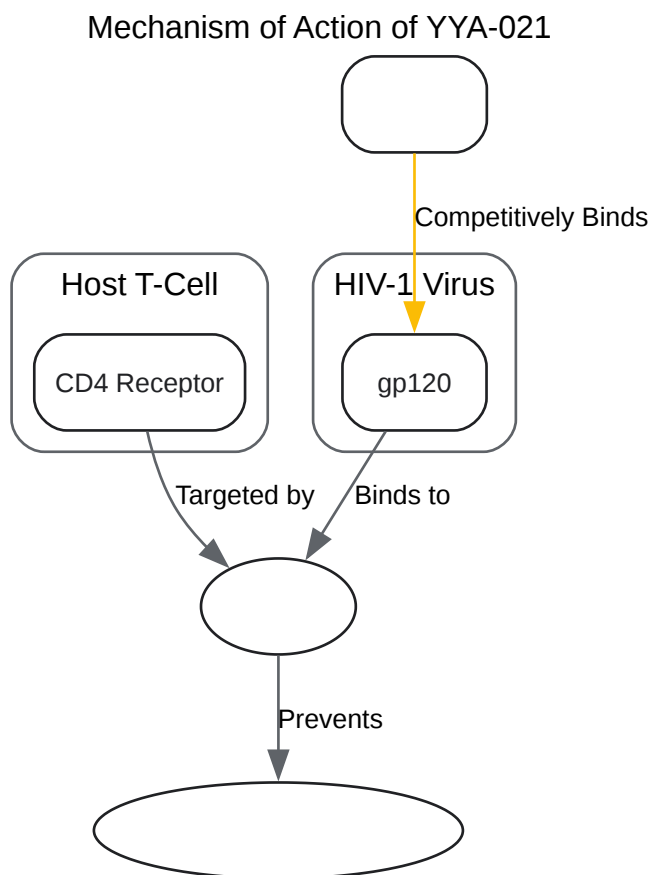 Mechanism of Action of YYA-021
Competitively Binds
Host T-Cell
HIV-1 Virus
CD4 Receptor
gp120
Targeted by
Binds to
Prevents